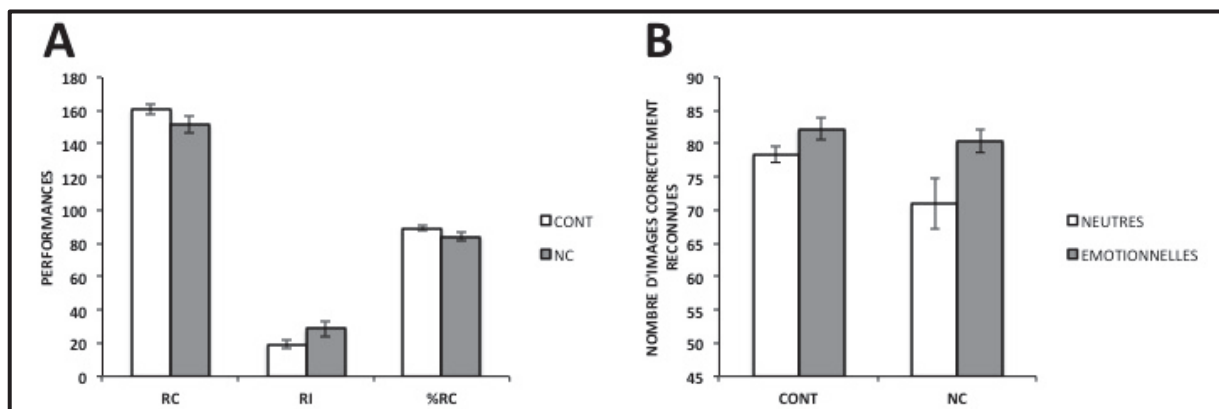 A
PERFORMANCES
180
160
140
120
100
80
60
40
20
0
RC
RI
%RC
CONT
NC
B
NOMBRE D'IMAGES CORRECTEMENT
RECONNUES
90
85
80
75
70
65
60
55
50
45
CONT
NC
NEUTRES
EMOTIONNELLES